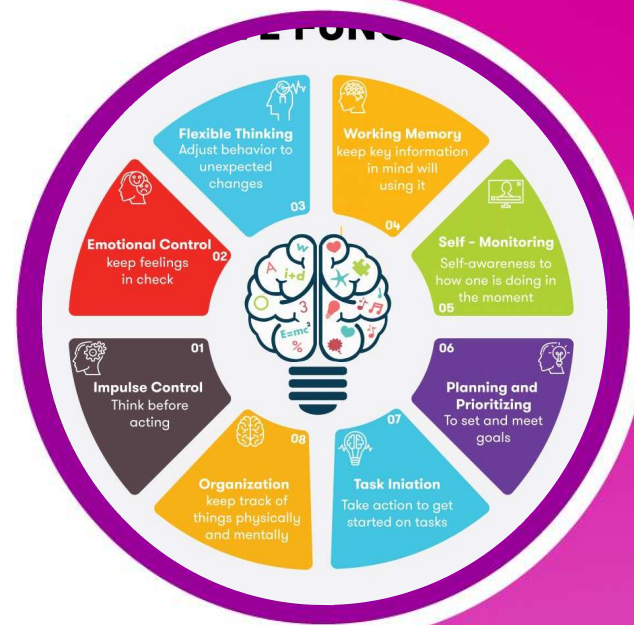 Flexible Thinking
Adjust behavior to
unexpected
changes
03
Working Memory
keep key information
in mind will
using it
04
Emotional Control
keep feelings
in check
02
Self - Monitoring
Self-awareness to
how one is doing in
the moment
05
01
Impulse Control
Think before
acting
06
Planning and
Prioritizing
To set and meet
goals
08
Organization
keep track of
things physically
and mentally
07
Task Iniation
Take action to get
started on tasks
W
A
i+d
3
E=mc²
%